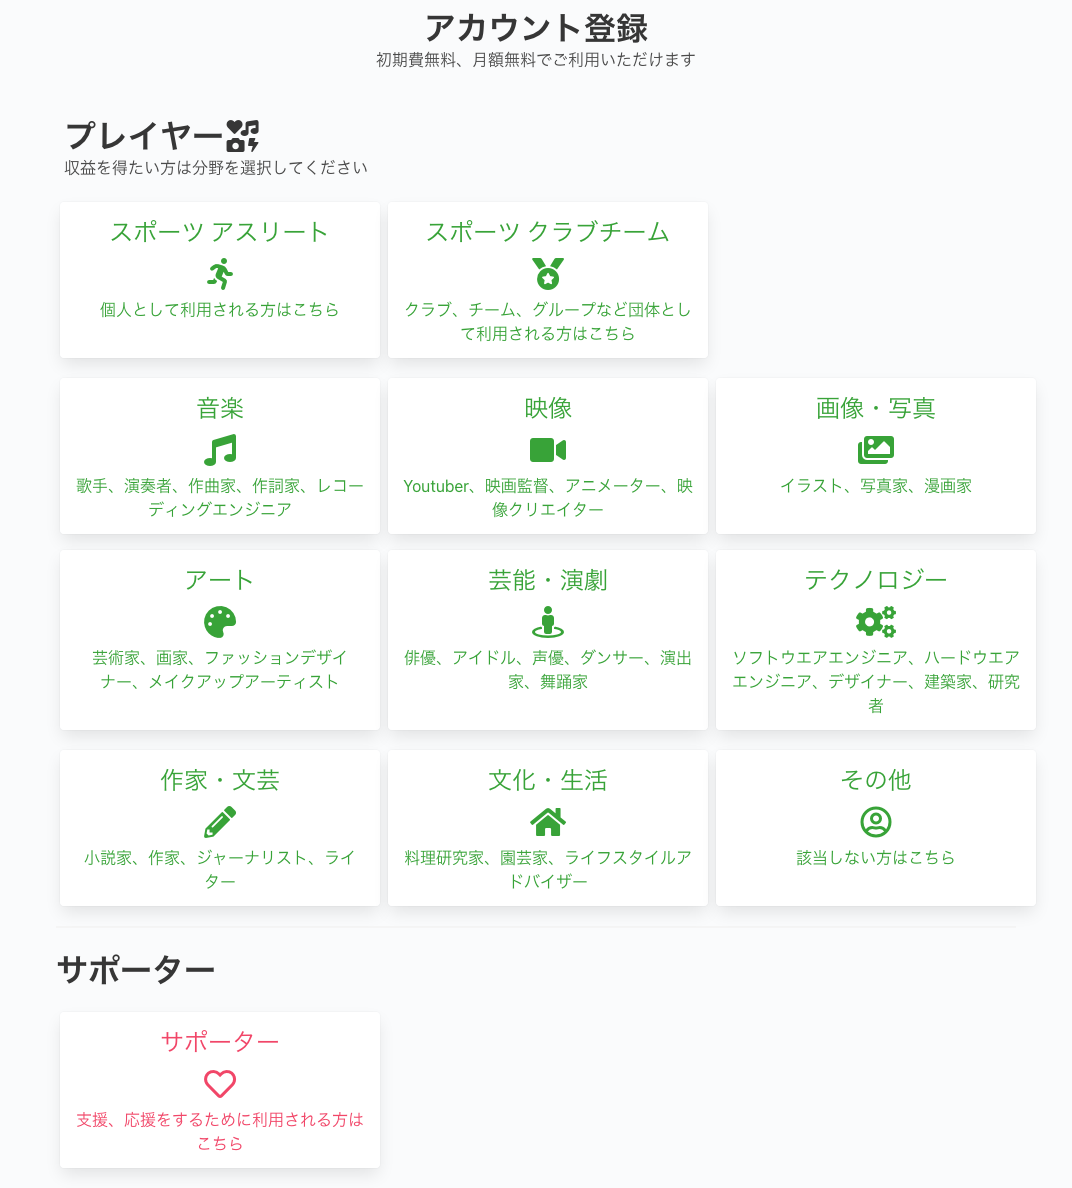 アカウント登録
初期費無料、月額無料でご利用いただけます
プレイヤー
収益を得たい方は分野を選択してください
スポーツ アスリート
個人として利用される方はこちら
スポーツ クラブチーム
クラブ、チーム、グループなど団体とし
て利用される方はこちら
音楽
歌手、演奏者、作曲家、作詞家、レコー
ディングエンジニア
映像
Youtuber、映画監督、アニメーター、映
像クリエイター
画像・写真
イラスト、写真家、漫画家
アート
芸術家、画家、ファッションデザイ
ナー、メイクアップアーティスト
芸能・演劇
俳優、アイドル、声優、ダンサー、演出
家、舞踊家
テクノロジー
ソフトウエアエンジニア、ハードウエア
エンジニア、デザイナー、建築家、研究
者
作家・文芸
小説家、作家、ジャーナリスト、ライ
ター
文化・生活
料理研究家、園芸家、ライフスタイルア
ドバイザー
その他
該当しない方はこちら
サポーター
サポーター
支援、応援をするために利用される方は
こちら